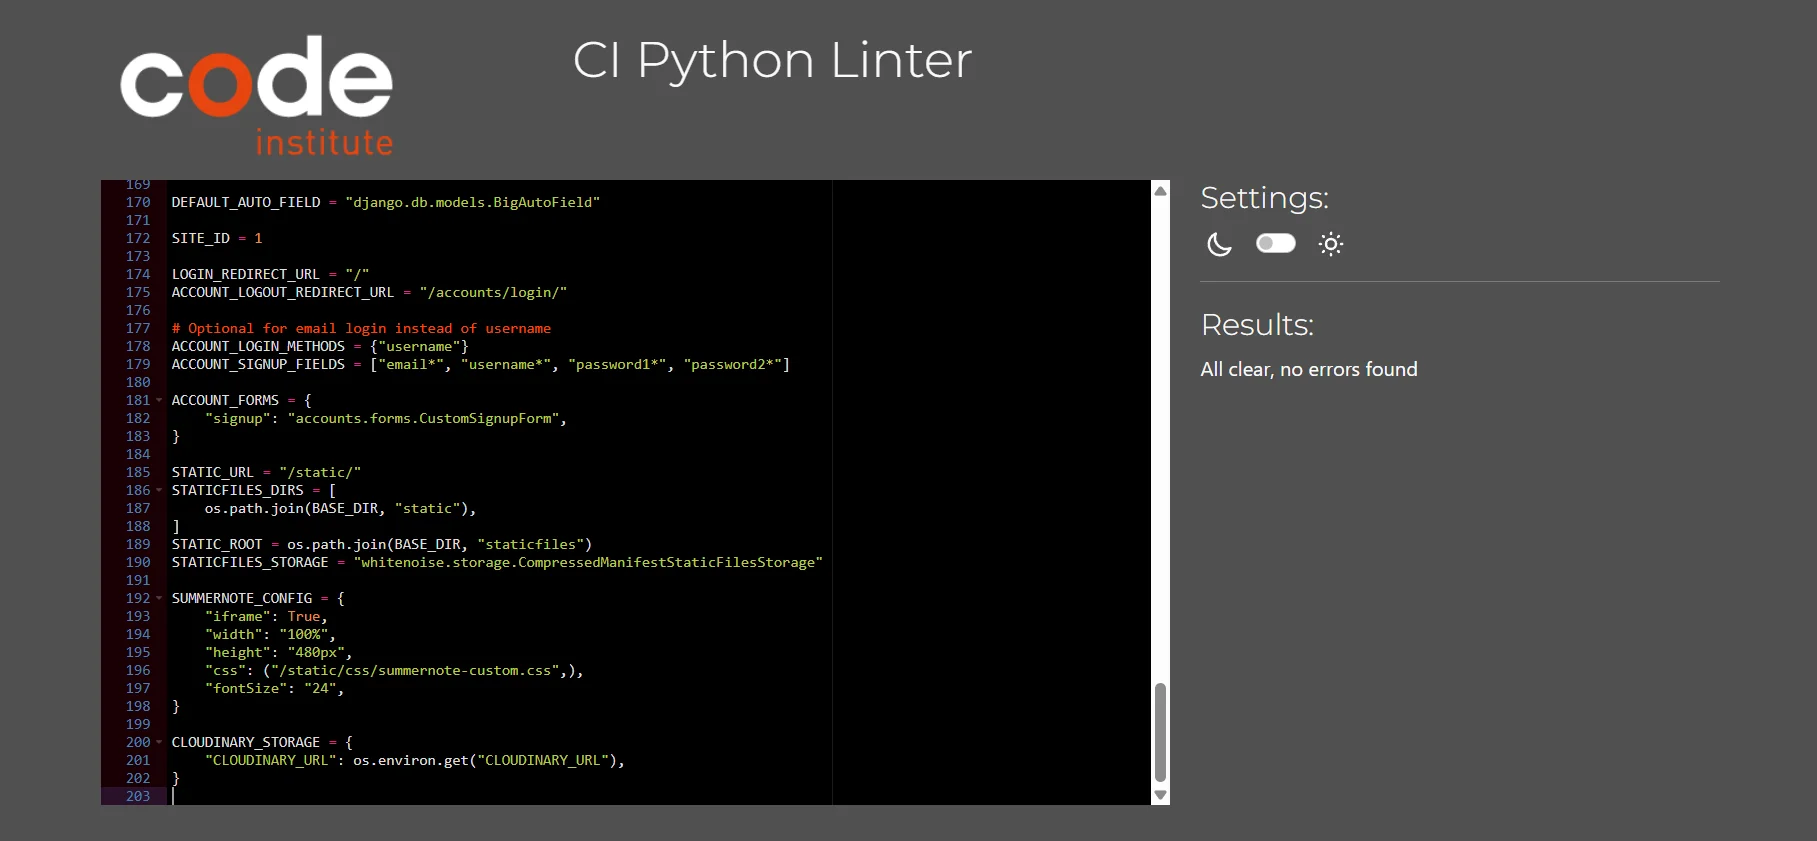 code
institute
CI Python Linter
169
170 DEFAULT_AUTO_FIELD = "django.db.models.BigAutoField"
171
172 SITE_ID = 1
173
174 LOGIN_REDIRECT_URL = "/"
175 ACCOUNT_LOGOUT_REDIRECT_URL = "/accounts/login/"
176
177 # Optional for email login instead of username
178 ACCOUNT_LOGIN_METHODS = {"username"}
179 ACCOUNT_SIGNUP_FIELDS = ["email*", "username*", "password1*", "password2*"]
180
181 ACCOUNT_FORMS = {
182     "signup": "accounts.forms.CustomSignupForm",
183 }
184
185 STATIC_URL = "/static/"
186 STATICFILES_DIRS = [
187     os.path.join(BASE_DIR, "static"),
188 ]
189 STATIC_ROOT = os.path.join(BASE_DIR, "staticfiles")
190 STATICFILES_STORAGE = "whitenoise.storage.CompressedManifestStaticFilesStorage"
191
192 SUMMERNOTE_CONFIG = {
193     "iframe": True,
194     "width": "100%",
195     "height": "480px",
196     "css": ("/static/css/summernote-custom.css",),
197     "fontSize": "24",
198 }
199
200 CLOUDINARY_STORAGE = {
201     "CLOUDINARY_URL": os.environ.get("CLOUDINARY_URL"),
202 }
203
Settings:
Results:
All clear, no errors found